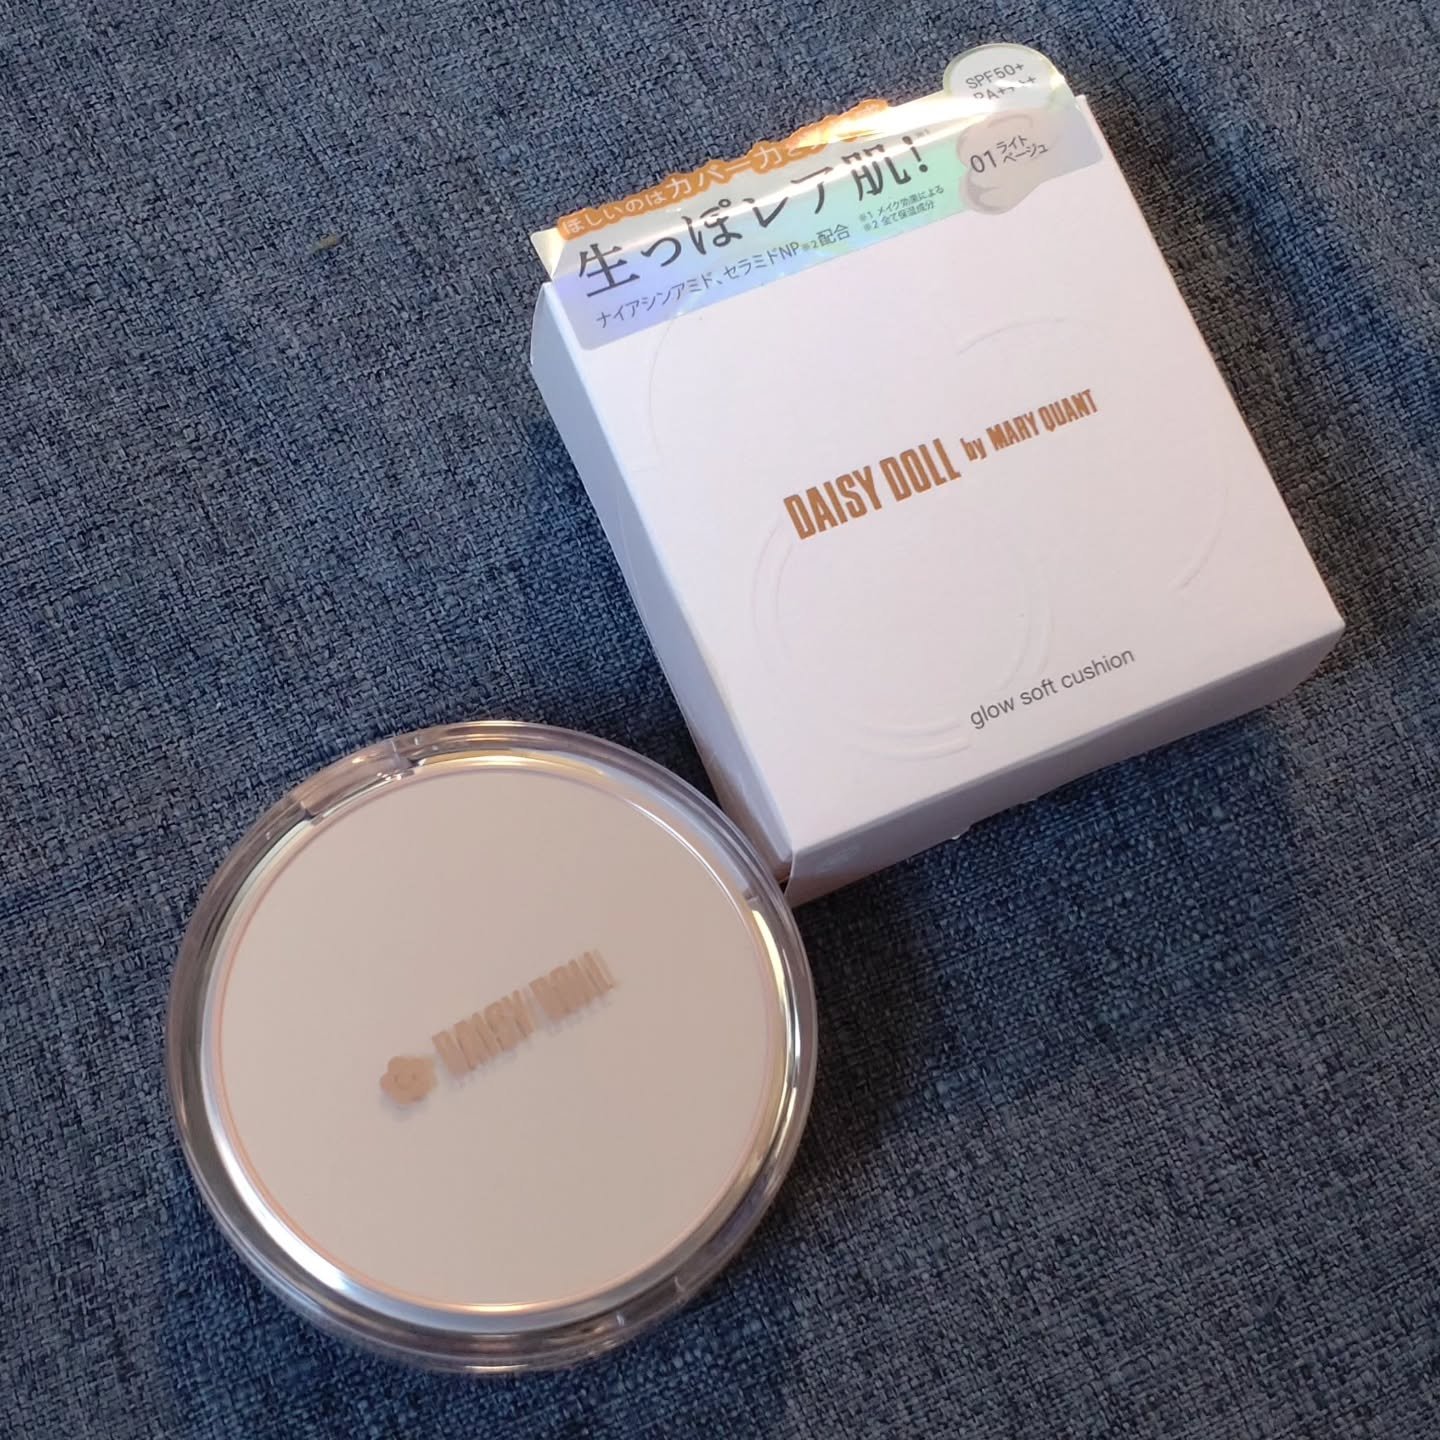 SPF50+
01 ライト
ベージュ
ほしいのはカバー力と
生っぽレア肌!
※1 メイク効果による
※2 全て保湿成分
ナイアシンアミド、セラミドNP※2配合
DAISY DOLL by MARY QUANT
glow soft cushion
DAISY DOLL